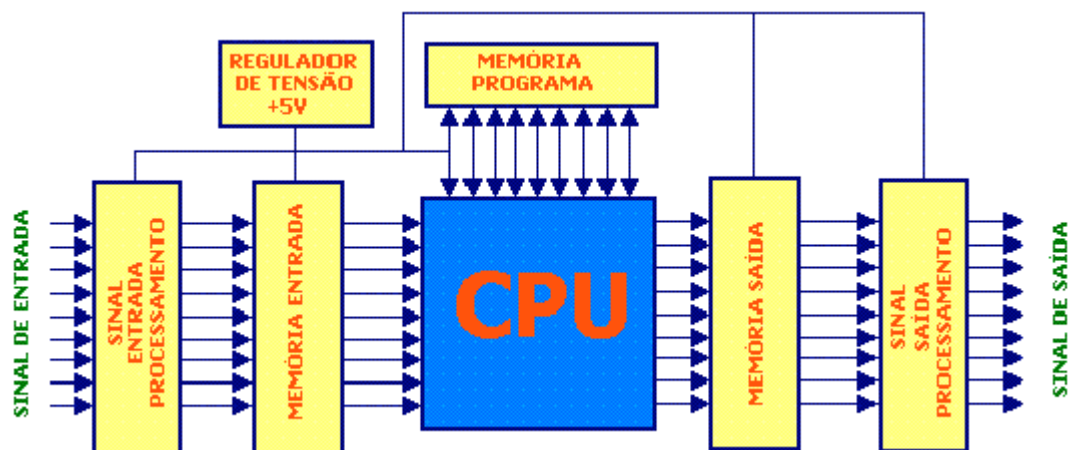 REGULADOR
DE TENSÃO
+5V
MEMÓRIA
PROGRAMA
SINAL DE ENTRADA
SINAL
ENTRADA
PROCESSAMENTO
MEMÓRIA ENTRADA
CPU
MEMÓRIA SAÍDA
SINAL
SAÍDA
PROCESSAMENTO
SINAL DE SAÍDA